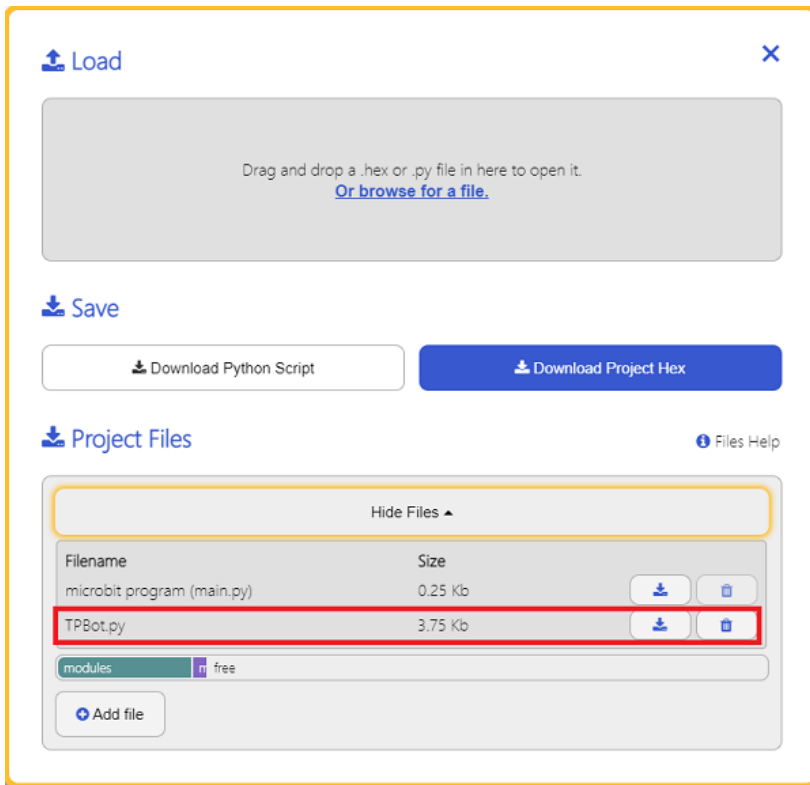 Load
Drag and drop a .hex or .py file in here to open it.
Or browse for a file.
Save
Download Python Script
Download Project Hex
Project Files
Files Help
Hide Files
Filename Size
microbit program (main.py) 0.25 Kb
TPBot.py 3.75 Kb
modules m free
Add file